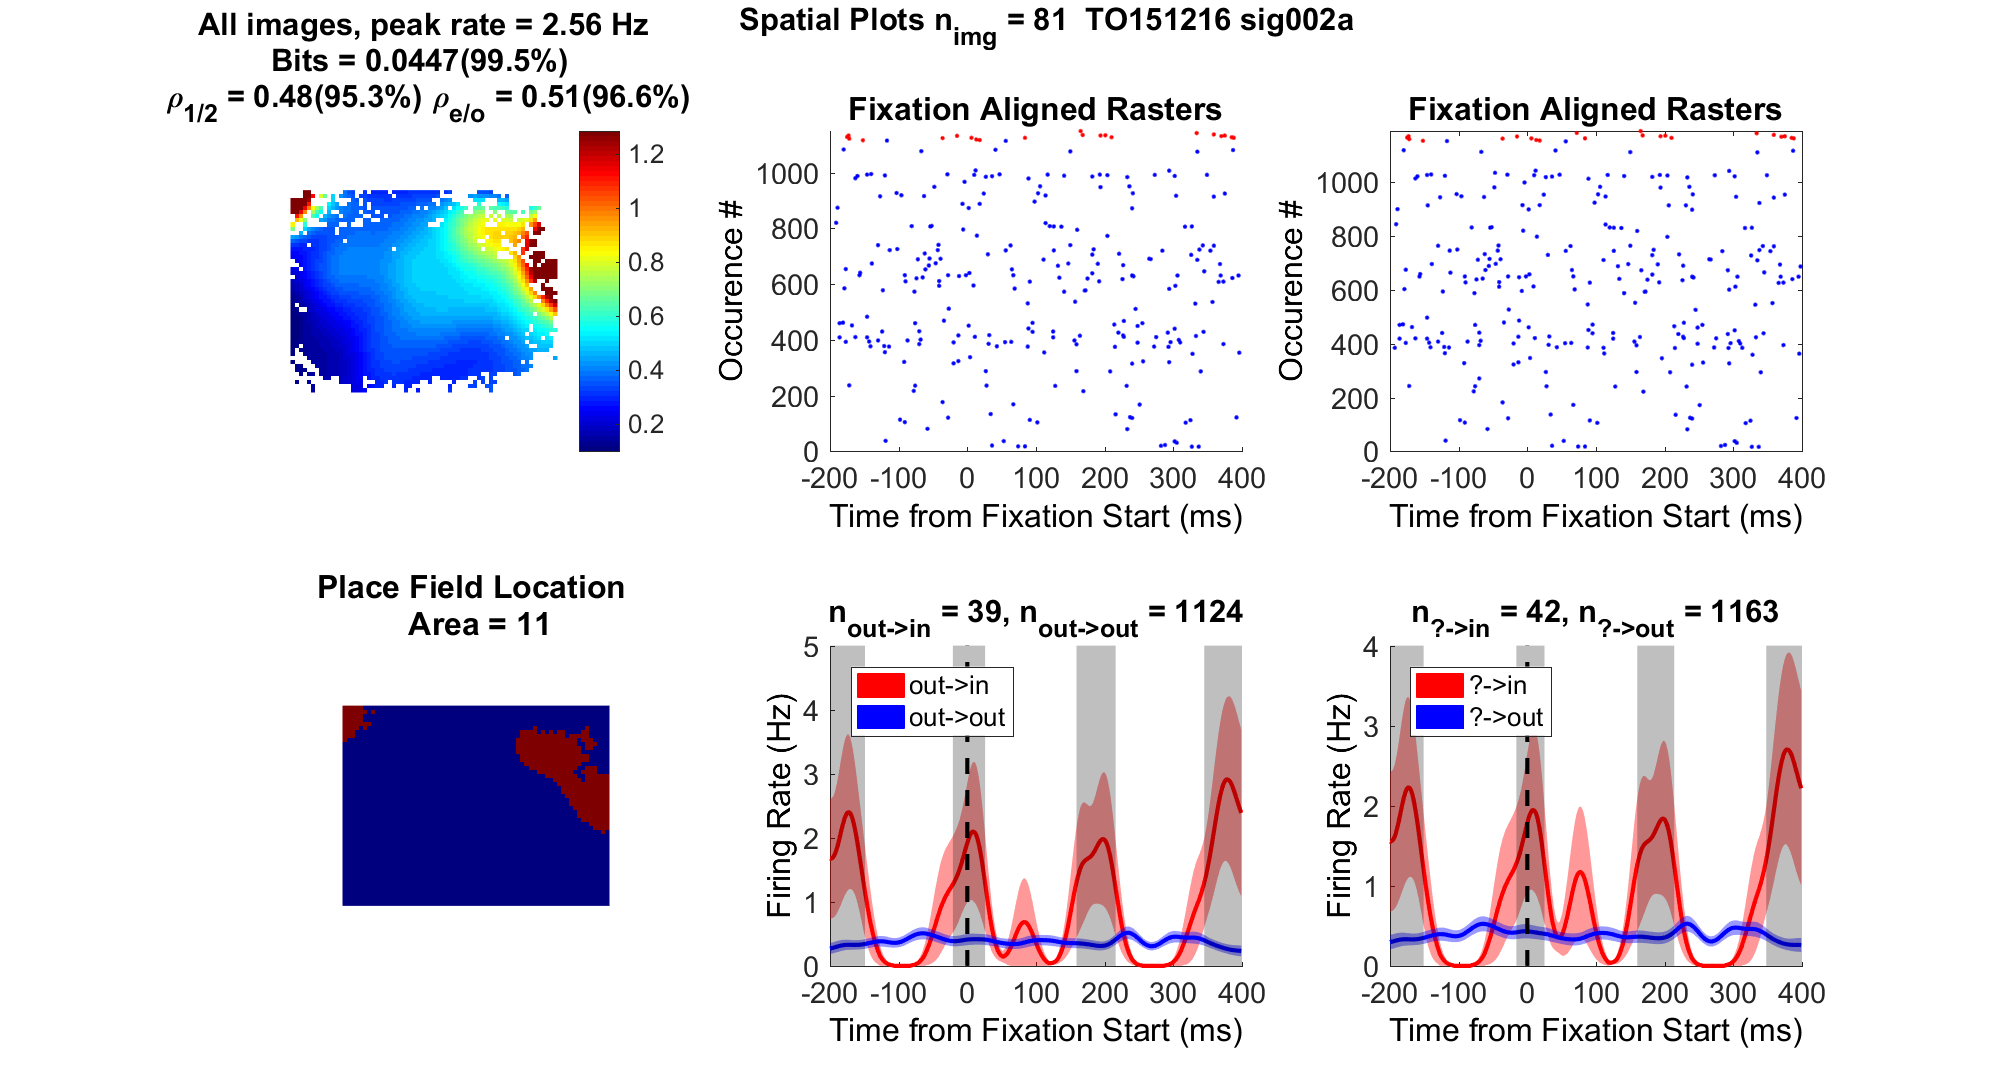 Spatial Plots n_img = 81  TO151216 sig002a
All images, peak rate = 2.56 Hz
Bits = 0.0447(99.5%)
ρ_1/2 = 0.48(95.3%) ρ_e/o = 0.51(96.6%)
1.2
1
0.8
0.6
0.4
0.2
Fixation Aligned Rasters
Occurence #
1000
800
600
400
200
0
-200 -100 0 100 200 300 400
Time from Fixation Start (ms)
Fixation Aligned Rasters
Occurence #
1000
800
600
400
200
0
-200 -100 0 100 200 300 400
Time from Fixation Start (ms)
Place Field Location
Area = 11
n_out->in = 39, n_out->out = 1124
Firing Rate (Hz)
5
4
3
2
1
0
out->in
out->out
-200 -100 0 100 200 300 400
Time from Fixation Start (ms)
n_?->in = 42, n_?->out = 1163
Firing Rate (Hz)
4
3
2
1
0
?->in
?->out
-200 -100 0 100 200 300 400
Time from Fixation Start (ms)